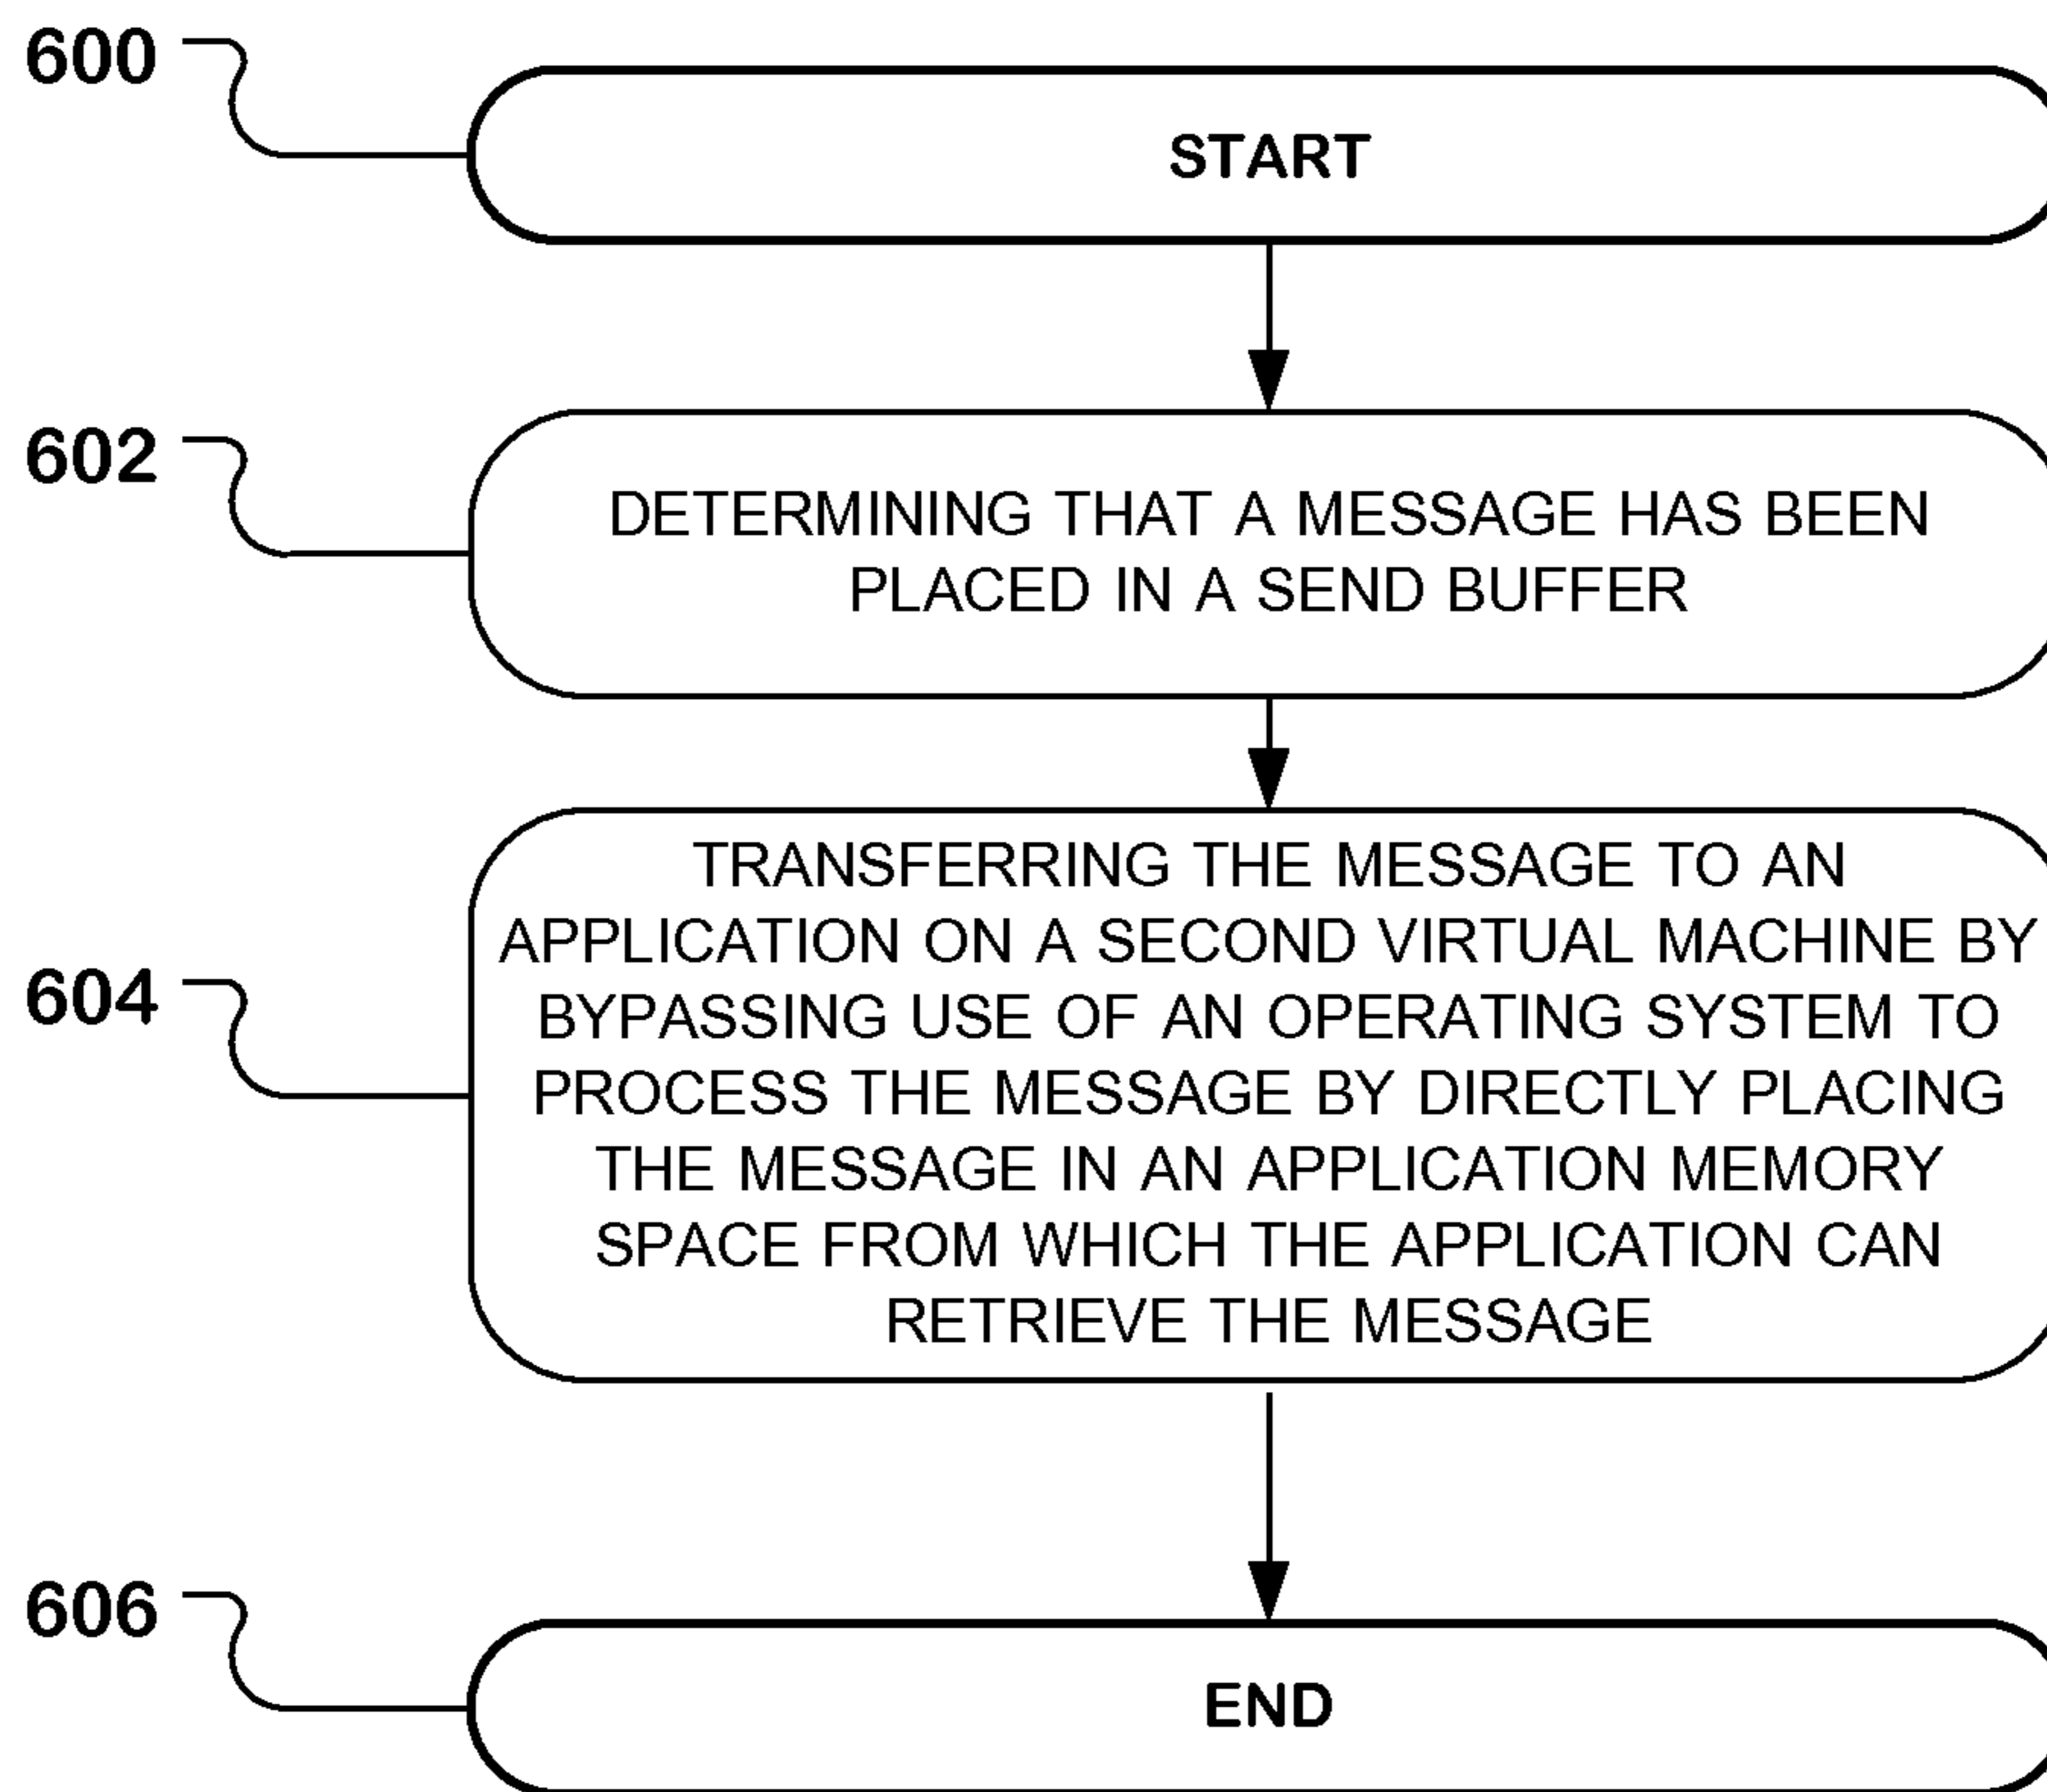 600
START
602
DETERMINING THAT A MESSAGE HAS BEEN
PLACED IN A SEND BUFFER
604
TRANSFERRING THE MESSAGE TO AN
APPLICATION ON A SECOND VIRTUAL MACHINE BY
BYPASSING USE OF AN OPERATING SYSTEM TO
PROCESS THE MESSAGE BY DIRECTLY PLACING
THE MESSAGE IN AN APPLICATION MEMORY
SPACE FROM WHICH THE APPLICATION CAN
RETRIEVE THE MESSAGE
606
END